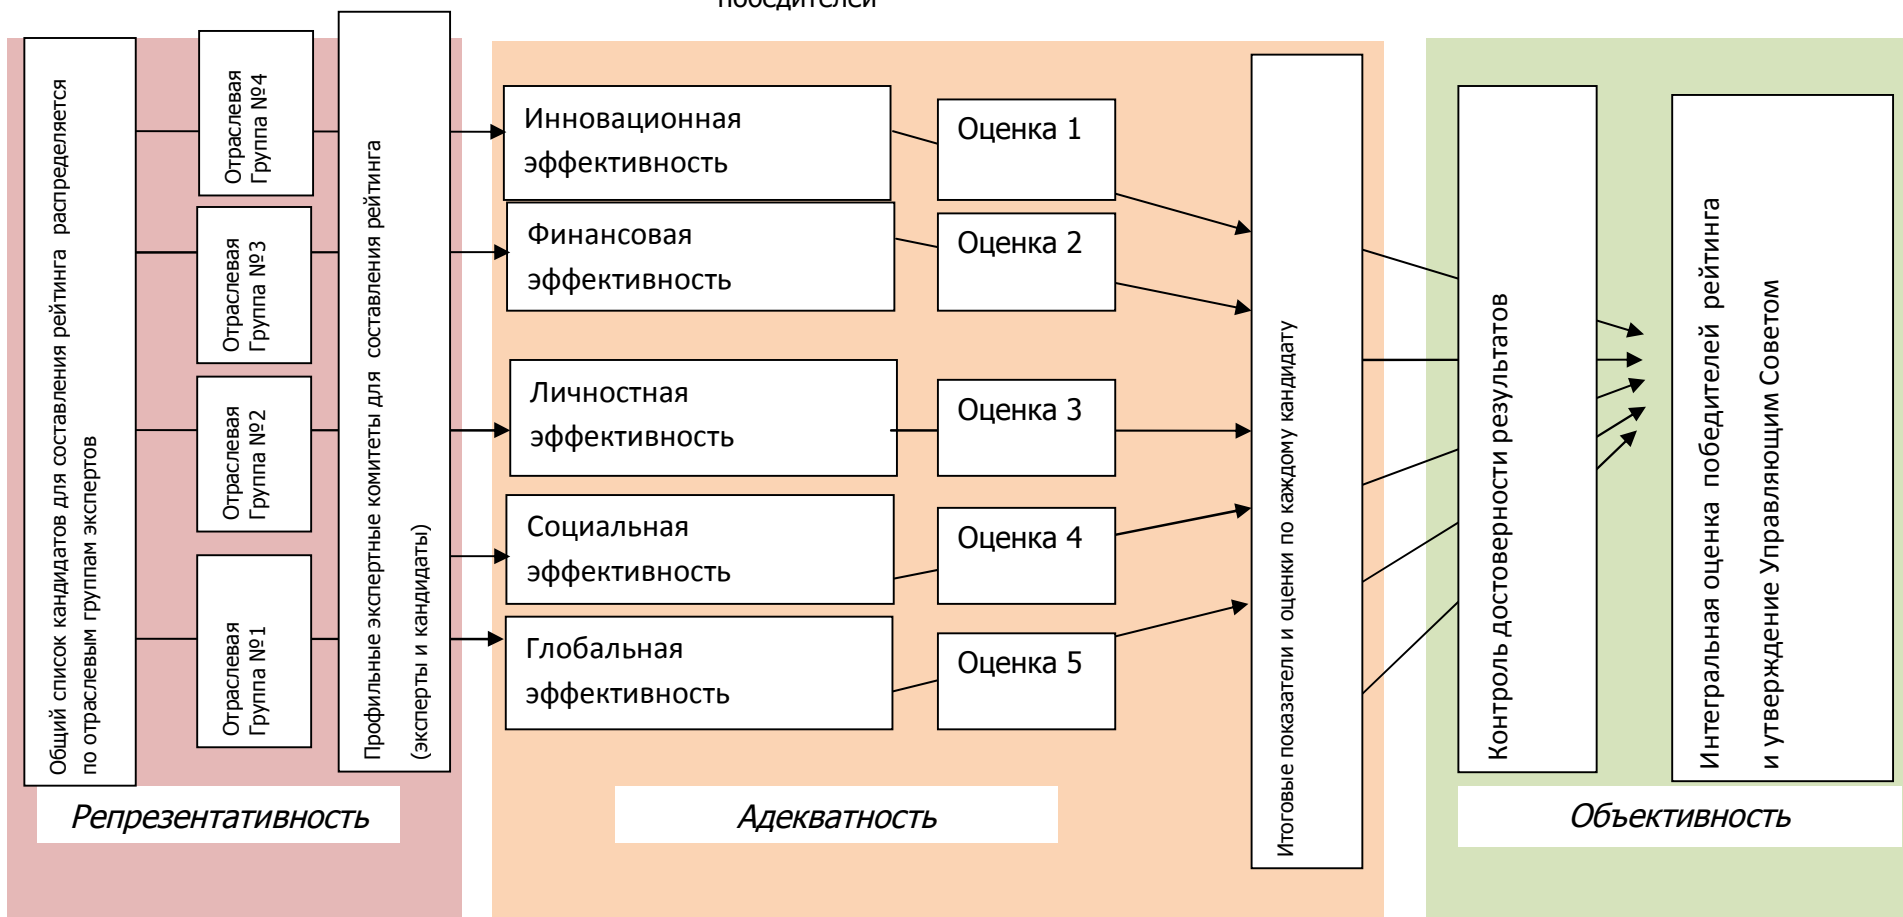 победителей
Общий список кандидатов для составления рейтинга распределяется
по отраслевым группам экспертов
Отраслевая
Группа №4
Отраслевая
Группа №3
Отраслевая
Группа №2
Отраслевая
Группа №1
Профильные экспертные комитеты для составления рейтинга
(эксперты и кандидаты)
Репрезентативность
Инновационная
эффективность
Оценка 1
Финансовая
эффективность
Оценка 2
Личностная
эффективность
Оценка 3
Социальная
эффективность
Оценка 4
Глобальная
эффективность
Оценка 5
Итоговые показатели и оценки по каждому кандидату
Адекватность
Контроль достоверности результатов
Интегральная оценка победителей рейтинга
и утверждение Управляющим Советом
Объективность